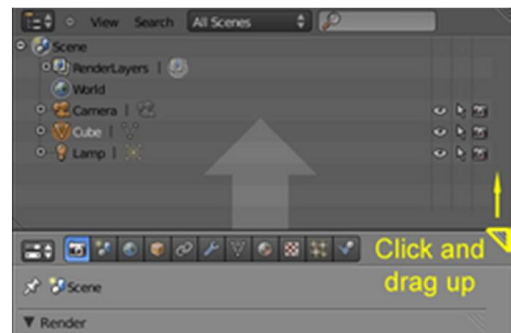 View Search All Scenes
Scene
RenderLayers |
World
Camera |
Cube |
Lamp |
Click and
drag up
Scene
Render